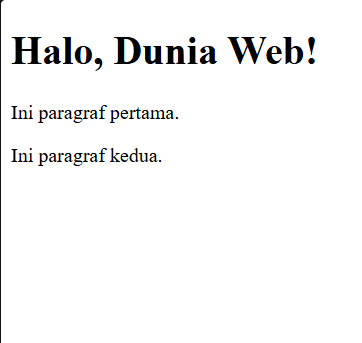 Halo, Dunia Web!
Ini paragraf pertama.
Ini paragraf kedua.